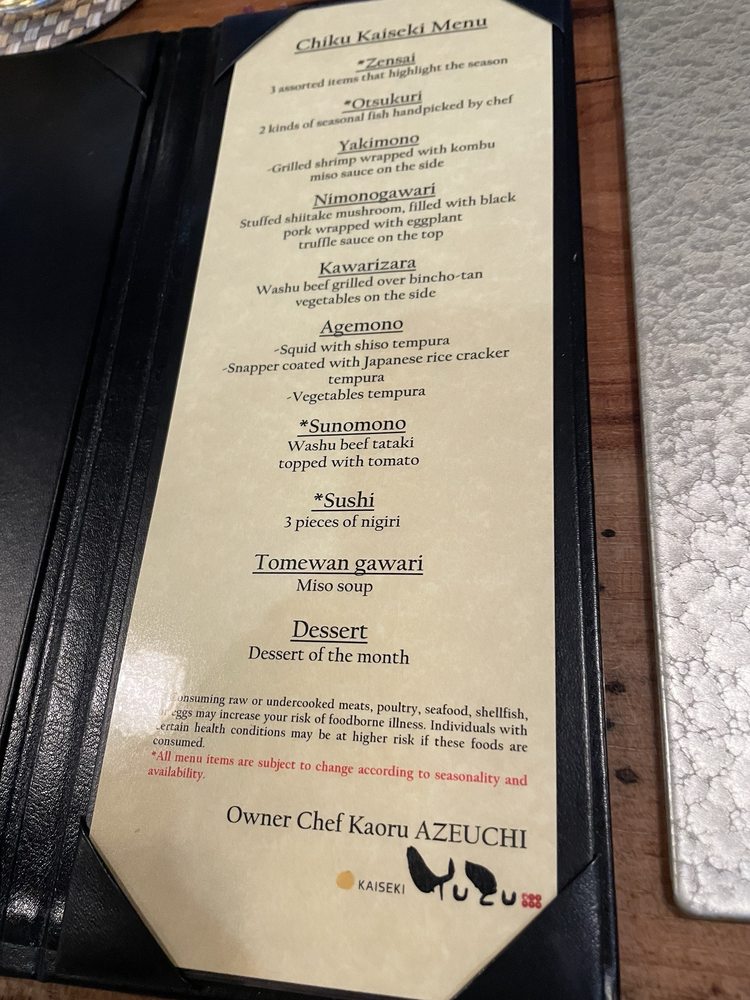 Chiku Kaiseki Menu
*Zensai
3 assorted items that highlight the season
*Otsukuri
2 kinds of seasonal fish handpicked by chef
Yakimono
-Grilled shrimp wrapped with kombu
miso sauce on the side
Nimonogawari
Stuffed shiitake mushroom, filled with black
pork wrapped with eggplant
truffle sauce on the top
Kawarizara
Washu beef grilled over bincho-tan
vegetables on the side
Agemono
-Squid with shiso tempura
-Snapper coated with Japanese rice cracker
tempura
-Vegetables tempura
*Sunomono
Washu beef tataki
topped with tomato
*Sushi
3 pieces of nigiri
Tomewan gawari
Miso soup
Dessert
Dessert of the month
onsuming raw or undercooked meats, poultry, seafood, shellfish,
eggs may increase your risk of foodborne illness. Individuals with
certain health conditions may be at higher risk if these foods are
consumed.
*All menu items are subject to change according to seasonality and
availability.
Owner Chef Kaoru AZEUCHI
KAISEKI Yuzu